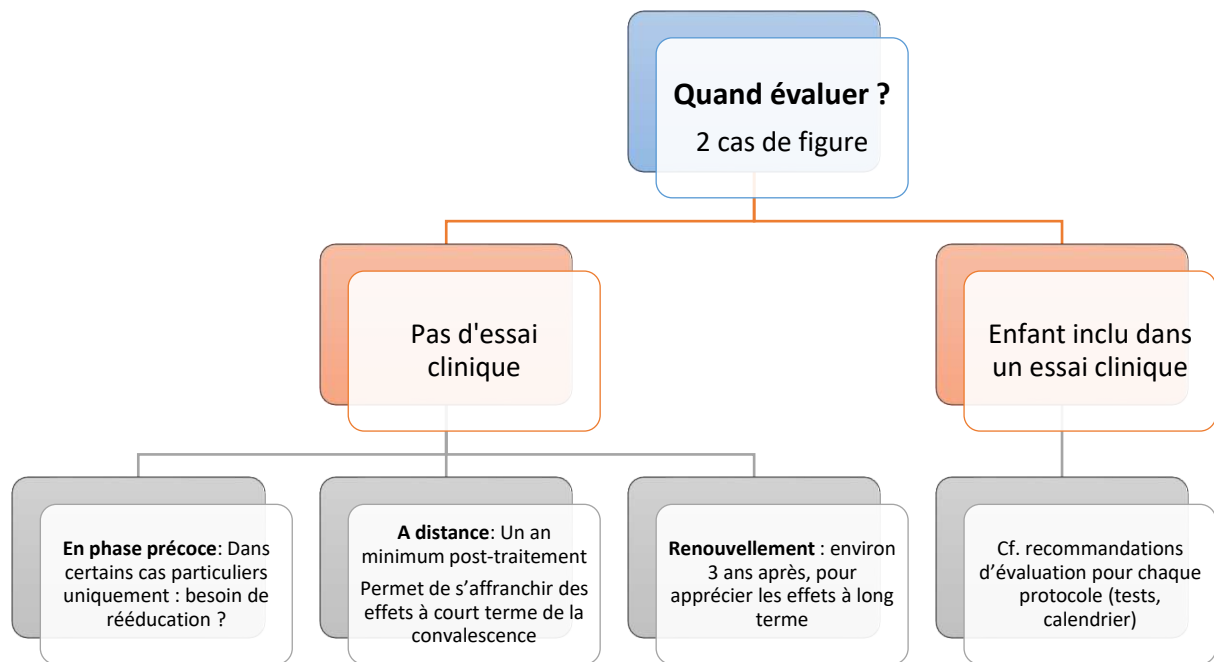 Quand évaluer ?
2 cas de figure
Pas d'essai
clinique
Enfant inclu dans
un essai clinique
En phase précoce: Dans
certains cas particuliers
uniquement : besoin de
rééducation ?
A distance: Un an
minimum post-traitement
Permet de s’affranchir des
effets à court terme de la
convalescence
Renouvellement : environ
3 ans après, pour
apprécier les effets à long
terme
Cf. recommandations
d’évaluation pour chaque
protocole (tests,
calendrier)